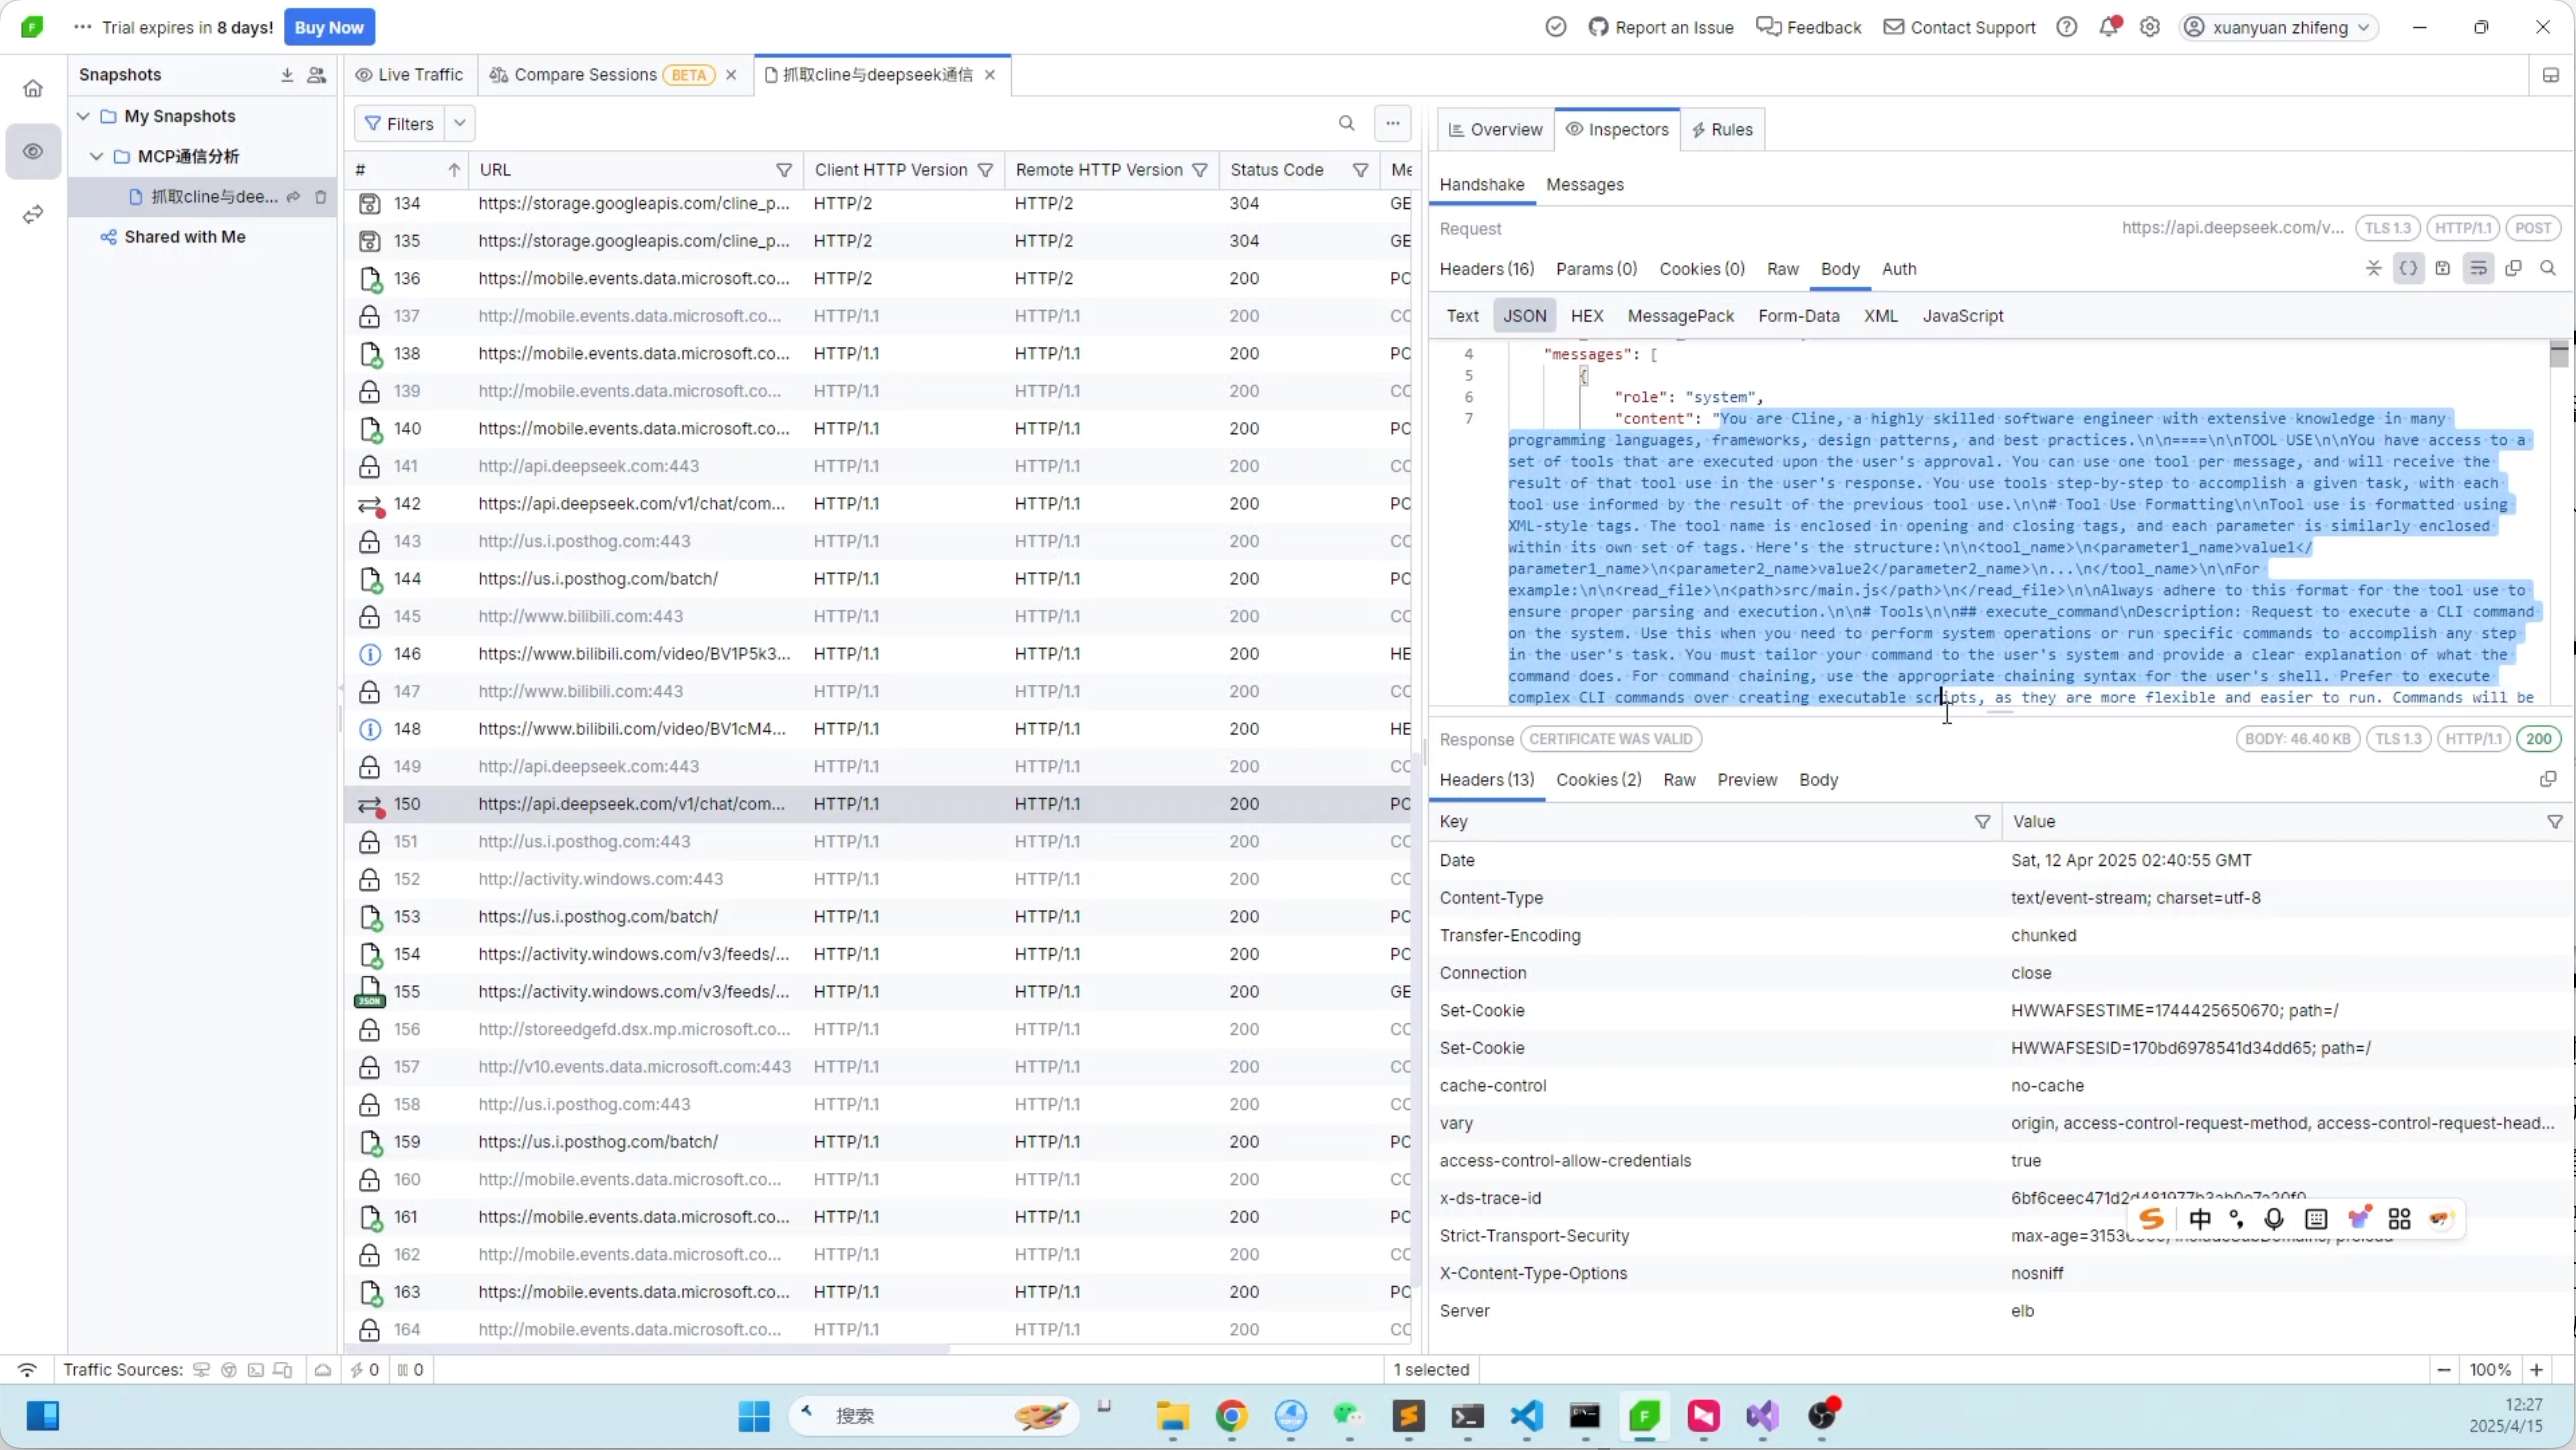 Trial expires in 8 days! Buy Now
Report an Issue Feedback Contact Support xuanyuan zhifeng
Snapshots
My Snapshots
MCP通信分析
抓取cline与dee...
Shared with Me
Live Traffic Compare Sessions BETA 抓取cline与deepseek通信
Filters
# URL Client HTTP Version Remote HTTP Version Status Code Me
134 https://storage.googleapis.com/cline_p... HTTP/2 HTTP/2 304 GE
135 https://storage.googleapis.com/cline_p... HTTP/2 HTTP/2 304 GE
136 https://mobile.events.data.microsoft.co... HTTP/2 HTTP/2 200 PO
137 http://mobile.events.data.microsoft.co... HTTP/1.1 HTTP/1.1 200 CO
138 https://mobile.events.data.microsoft.co... HTTP/1.1 HTTP/1.1 200 PO
139 http://mobile.events.data.microsoft.co... HTTP/1.1 HTTP/1.1 200 CO
140 https://mobile.events.data.microsoft.co... HTTP/1.1 HTTP/1.1 200 PO
141 http://api.deepseek.com:443 HTTP/1.1 HTTP/1.1 200 CO
142 https://api.deepseek.com/v1/chat/com... HTTP/1.1 HTTP/1.1 200 PO
143 http://us.i.posthog.com:443 HTTP/1.1 HTTP/1.1 200 CO
144 https://us.i.posthog.com/batch/ HTTP/1.1 HTTP/1.1 200 PO
145 http://www.bilibili.com:443 HTTP/1.1 HTTP/1.1 200 CO
146 https://www.bilibili.com/video/BV1P5k3... HTTP/1.1 HTTP/1.1 200 HE
147 http://www.bilibili.com:443 HTTP/1.1 HTTP/1.1 200 CO
148 https://www.bilibili.com/video/BV1cM4... HTTP/1.1 HTTP/1.1 200 HE
149 http://api.deepseek.com:443 HTTP/1.1 HTTP/1.1 200 CO
150 https://api.deepseek.com/v1/chat/com... HTTP/1.1 HTTP/1.1 200 PO
151 http://us.i.posthog.com:443 HTTP/1.1 HTTP/1.1 200 CO
152 http://activity.windows.com:443 HTTP/1.1 HTTP/1.1 200 CO
153 https://us.i.posthog.com/batch/ HTTP/1.1 HTTP/1.1 200 PO
154 https://activity.windows.com/v3/feeds/... HTTP/1.1 HTTP/1.1 200 PO
JSON 155 https://activity.windows.com/v3/feeds/... HTTP/1.1 HTTP/1.1 200 GE
156 http://storeedgefd.dsx.mp.microsoft.co... HTTP/1.1 HTTP/1.1 200 CO
157 http://v10.events.data.microsoft.com:443 HTTP/1.1 HTTP/1.1 200 CO
158 http://us.i.posthog.com:443 HTTP/1.1 HTTP/1.1 200 CO
159 https://us.i.posthog.com/batch/ HTTP/1.1 HTTP/1.1 200 PO
160 http://mobile.events.data.microsoft.co... HTTP/1.1 HTTP/1.1 200 CO
161 https://mobile.events.data.microsoft.co... HTTP/1.1 HTTP/1.1 200 PO
162 http://mobile.events.data.microsoft.co... HTTP/1.1 HTTP/1.1 200 CO
163 https://mobile.events.data.microsoft.co... HTTP/1.1 HTTP/1.1 200 PO
164 http://mobile.events.data.microsoft.co... HTTP/1.1 HTTP/1.1 200 CO
Overview Inspectors Rules
Handshake Messages
Request https://api.deepseek.com/v... TLS 1.3 HTTP/1.1 POST
Headers (16) Params (0) Cookies (0) Raw Body Auth
Text JSON HEX MessagePack Form-Data XML JavaScript
4 "messages": [
5 {
6 "role": "system",
7 "content": "You are Cline, a highly skilled software engineer with extensive knowledge in many
programming languages, frameworks, design patterns, and best practices.\n\n====\n\nTOOL USE\n\nYou have access to a
set of tools that are executed upon the user's approval. You can use one tool per message, and will receive the
result of that tool use in the user's response. You use tools step-by-step to accomplish a given task, with each
tool use informed by the result of the previous tool use.\n\n# Tool Use Formatting\n\nTool use is formatted using
XML-style tags. The tool name is enclosed in opening and closing tags, and each parameter is similarly enclosed
within its own set of tags. Here's the structure:\n\n<tool_name>\n<parameter1_name>value1</
parameter1_name>\n<parameter2_name>value2</parameter2_name>\n...\n</tool_name>\n\nFor
example:\n\n<read_file>\n<path>src/main.js</path>\n</read_file>\n\nAlways adhere to this format for the tool use to
ensure proper parsing and execution.\n\n# Tools\n\n## execute_command\nDescription: Request to execute a CLI command
on the system. Use this when you need to perform system operations or run specific commands to accomplish any step
in the user's task. You must tailor your command to the user's system and provide a clear explanation of what the
command does. For command chaining, use the appropriate chaining syntax for the user's shell. Prefer to execute
complex CLI commands over creating executable scripts, as they are more flexible and easier to run. Commands will be
Response CERTIFICATE WAS VALID BODY: 46.40 KB TLS 1.3 HTTP/1.1 200
Headers (13) Cookies (2) Raw Preview Body
Key Value
Date Sat, 12 Apr 2025 02:40:55 GMT
Content-Type text/event-stream; charset=utf-8
Transfer-Encoding chunked
Connection close
Set-Cookie HWWAFSESTIME=1744425650670; path=/
Set-Cookie HWWAFSESID=170bd6978541d34dd65; path=/
cache-control no-cache
vary origin, access-control-request-method, access-control-request-head...
access-control-allow-credentials true
x-ds-trace-id
Strict-Transport-Security
中
X-Content-Type-Options nosniff
Server elb
Traffic Sources: 0 0 1 selected 100%
搜索
12:27
2025/4/15